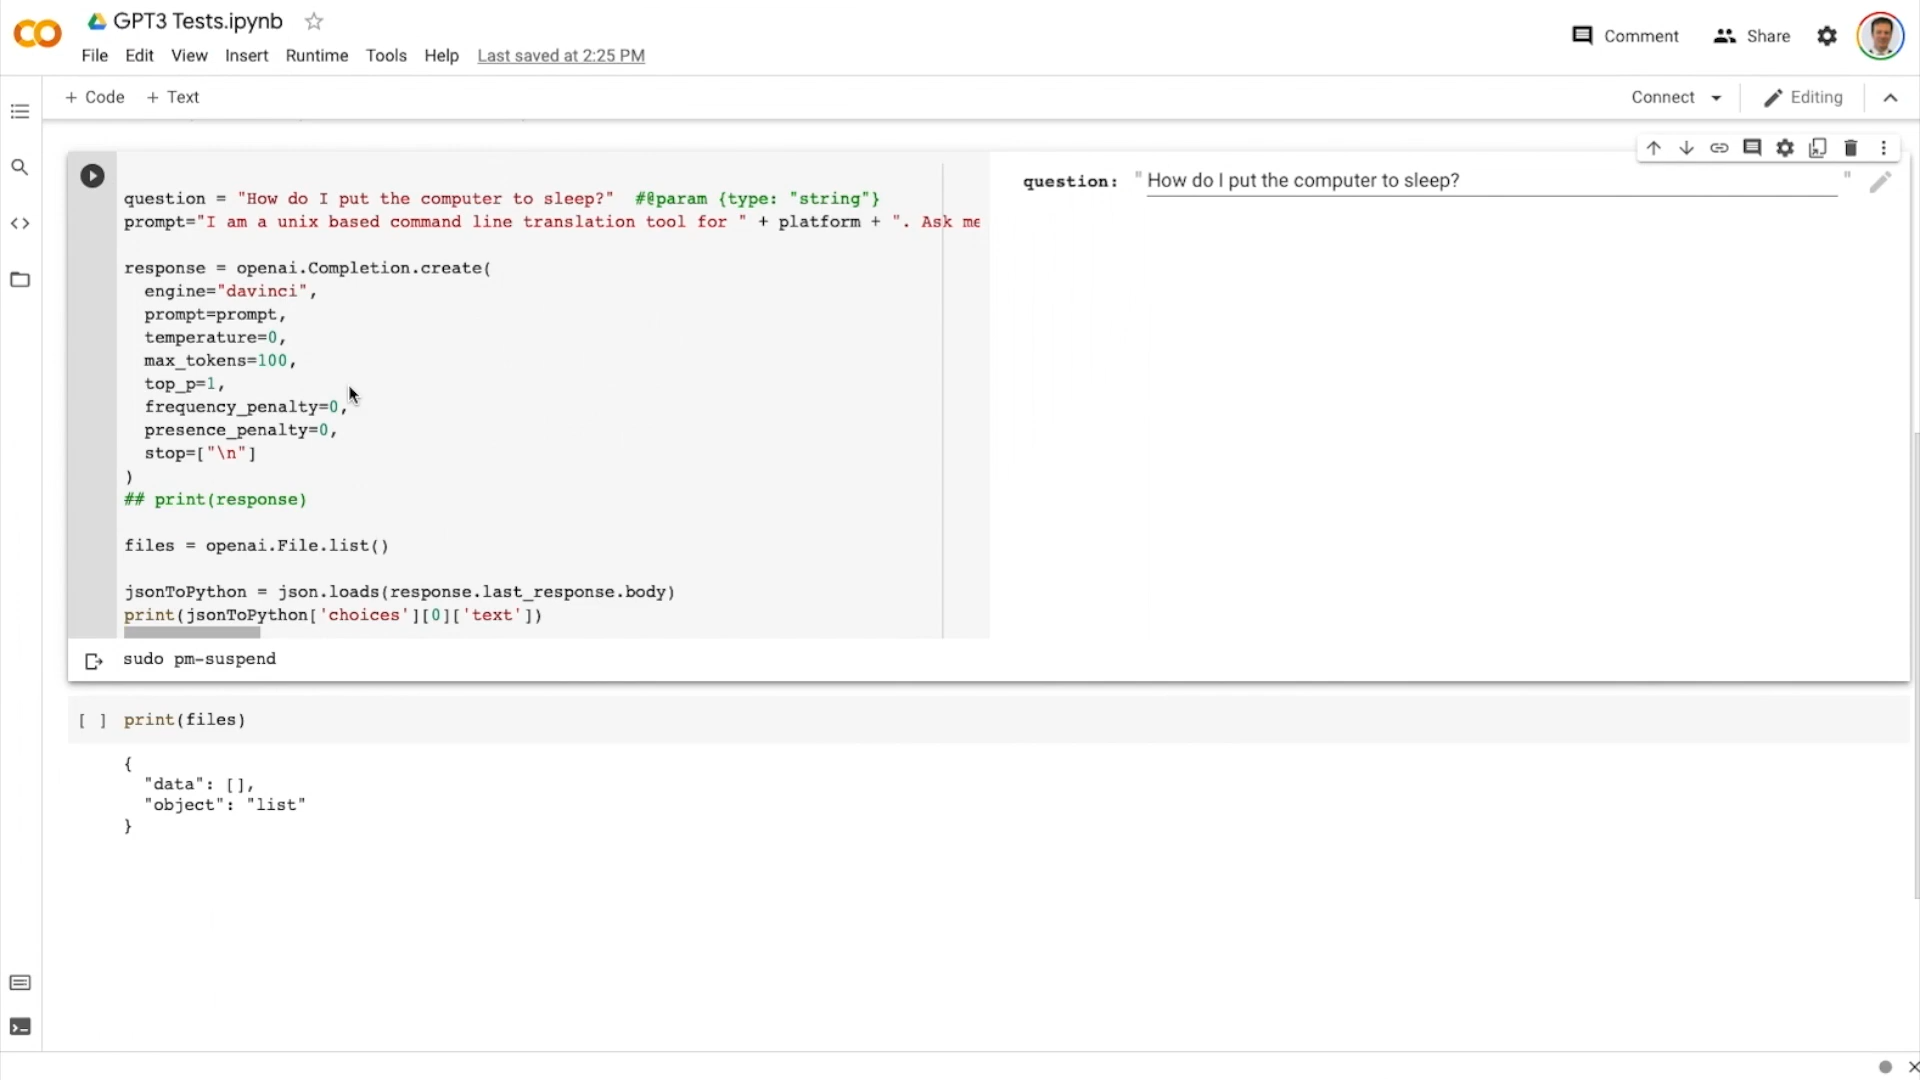 GPT3 Tests.ipynb
Comment
Share
File Edit View Insert Runtime Tools Help Last saved at 2:25 PM
+ Code + Text
Connect
Editing
question = "How do I put the computer to sleep?" #@param {type: "string"}
prompt="I am a unix based command line translation tool for " + platform + ". Ask me
response = openai.Completion.create(
engine="davinci",
prompt=prompt,
temperature=0,
max_tokens=100,
top_p=1,
frequency_penalty=0,
presence_penalty=0,
stop=["\n"]
)
## print(response)
files = openai.File.list()
jsonToPython = json.loads(response.last_response.body)
print(jsonToPython['choices'][0]['text'])
question: " How do I put the computer to sleep? "
sudo pm-suspend
[ ] print(files)
{
"data": [],
"object": "list"
}